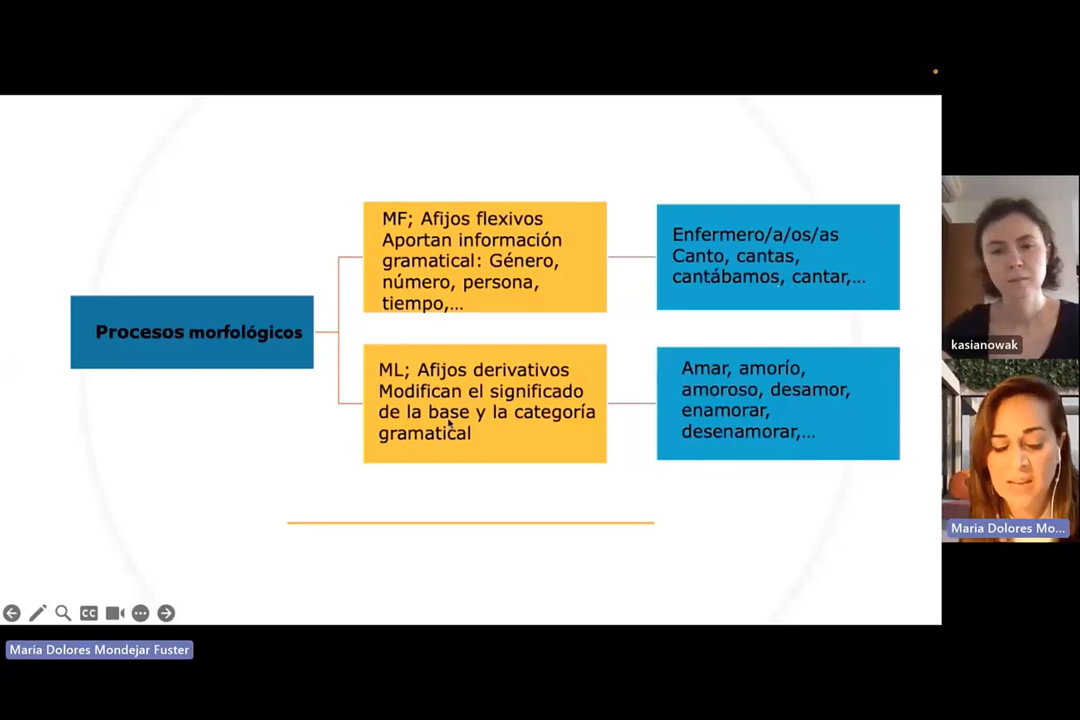 MF; Afijos flexivos
Aportan información
gramatical: Género,
número, persona,
tiempo,...
Enfermero/a/os/as
Canto, cantas,
cantábamos, cantar,...
Procesos morfológicos
ML; Afijos derivativos
Modifican el significado
de la base y la categoría
gramatical
Amar, amorío,
amoroso, desamor,
enamorar,
desenamorar,...
kasianowak
Maria Dolores Mo...
CC
Maria Dolores Mondejar Fuster